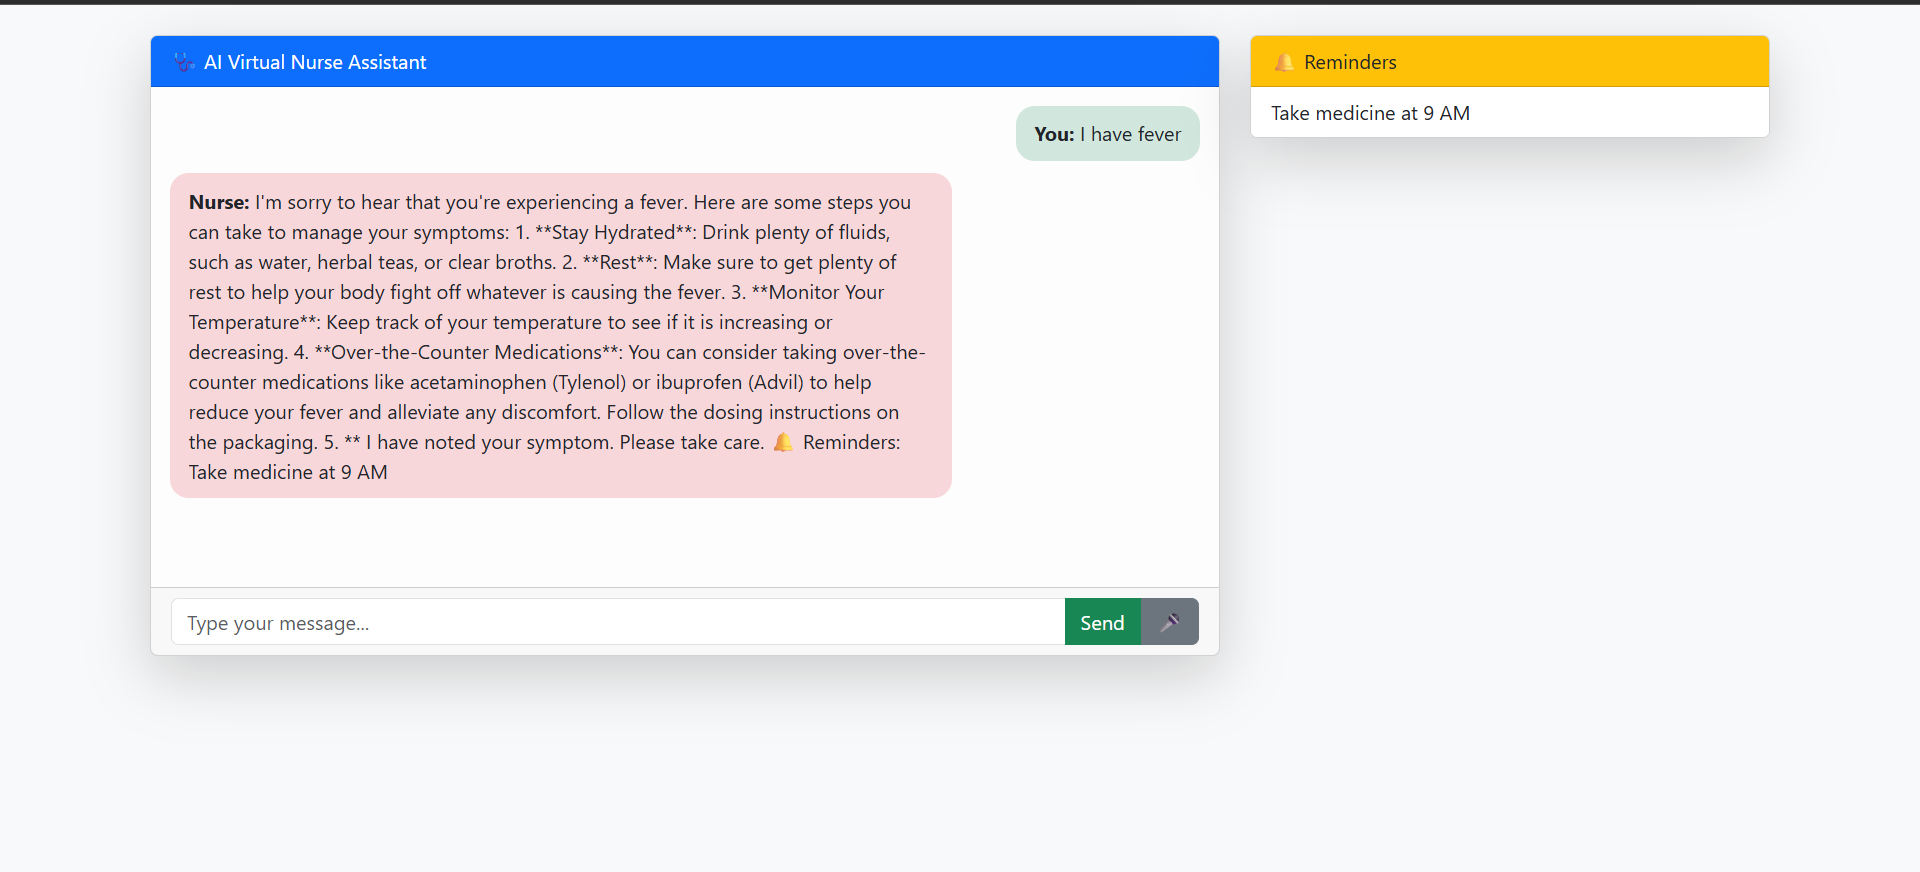 🩺 AI Virtual Nurse Assistant
You: I have fever
Nurse: I'm sorry to hear that you're experiencing a fever. Here are some steps you
can take to manage your symptoms: 1. **Stay Hydrated**: Drink plenty of fluids,
such as water, herbal teas, or clear broths. 2. **Rest**: Make sure to get plenty of
rest to help your body fight off whatever is causing the fever. 3. **Monitor Your
Temperature**: Keep track of your temperature to see if it is increasing or
decreasing. 4. **Over-the-Counter Medications**: You can consider taking over-the-
counter medications like acetaminophen (Tylenol) or ibuprofen (Advil) to help
reduce your fever and alleviate any discomfort. Follow the dosing instructions on
the packaging. 5. ** I have noted your symptom. Please take care. 🔔 Reminders:
Take medicine at 9 AM
Type your message...
Send
🔔 Reminders
Take medicine at 9 AM